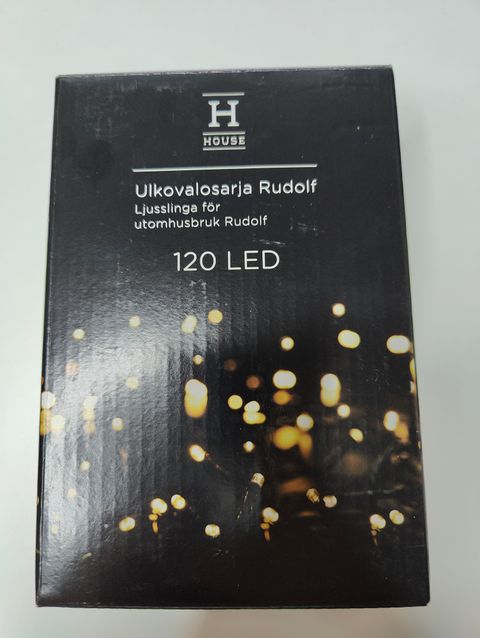 H
HOUSE
Ulkovalosarja Rudolf
Ljusslinga för
utomhusbruk Rudolf
120 LED